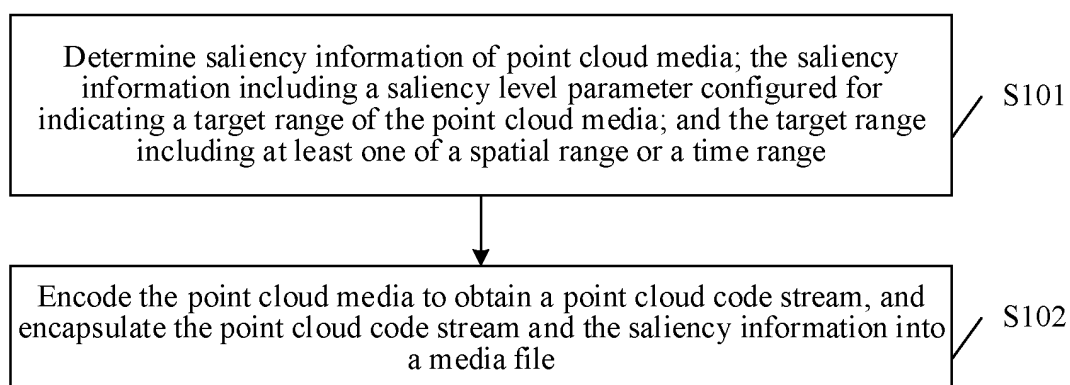 Determine saliency information of point cloud media; the saliency
information including a saliency level parameter configured for
indicating a target range of the point cloud media; and the target range
including at least one of a spatial range or a time range
S101
Encode the point cloud media to obtain a point cloud code stream, and
encapsulate the point cloud code stream and the saliency information into
a media file
S102